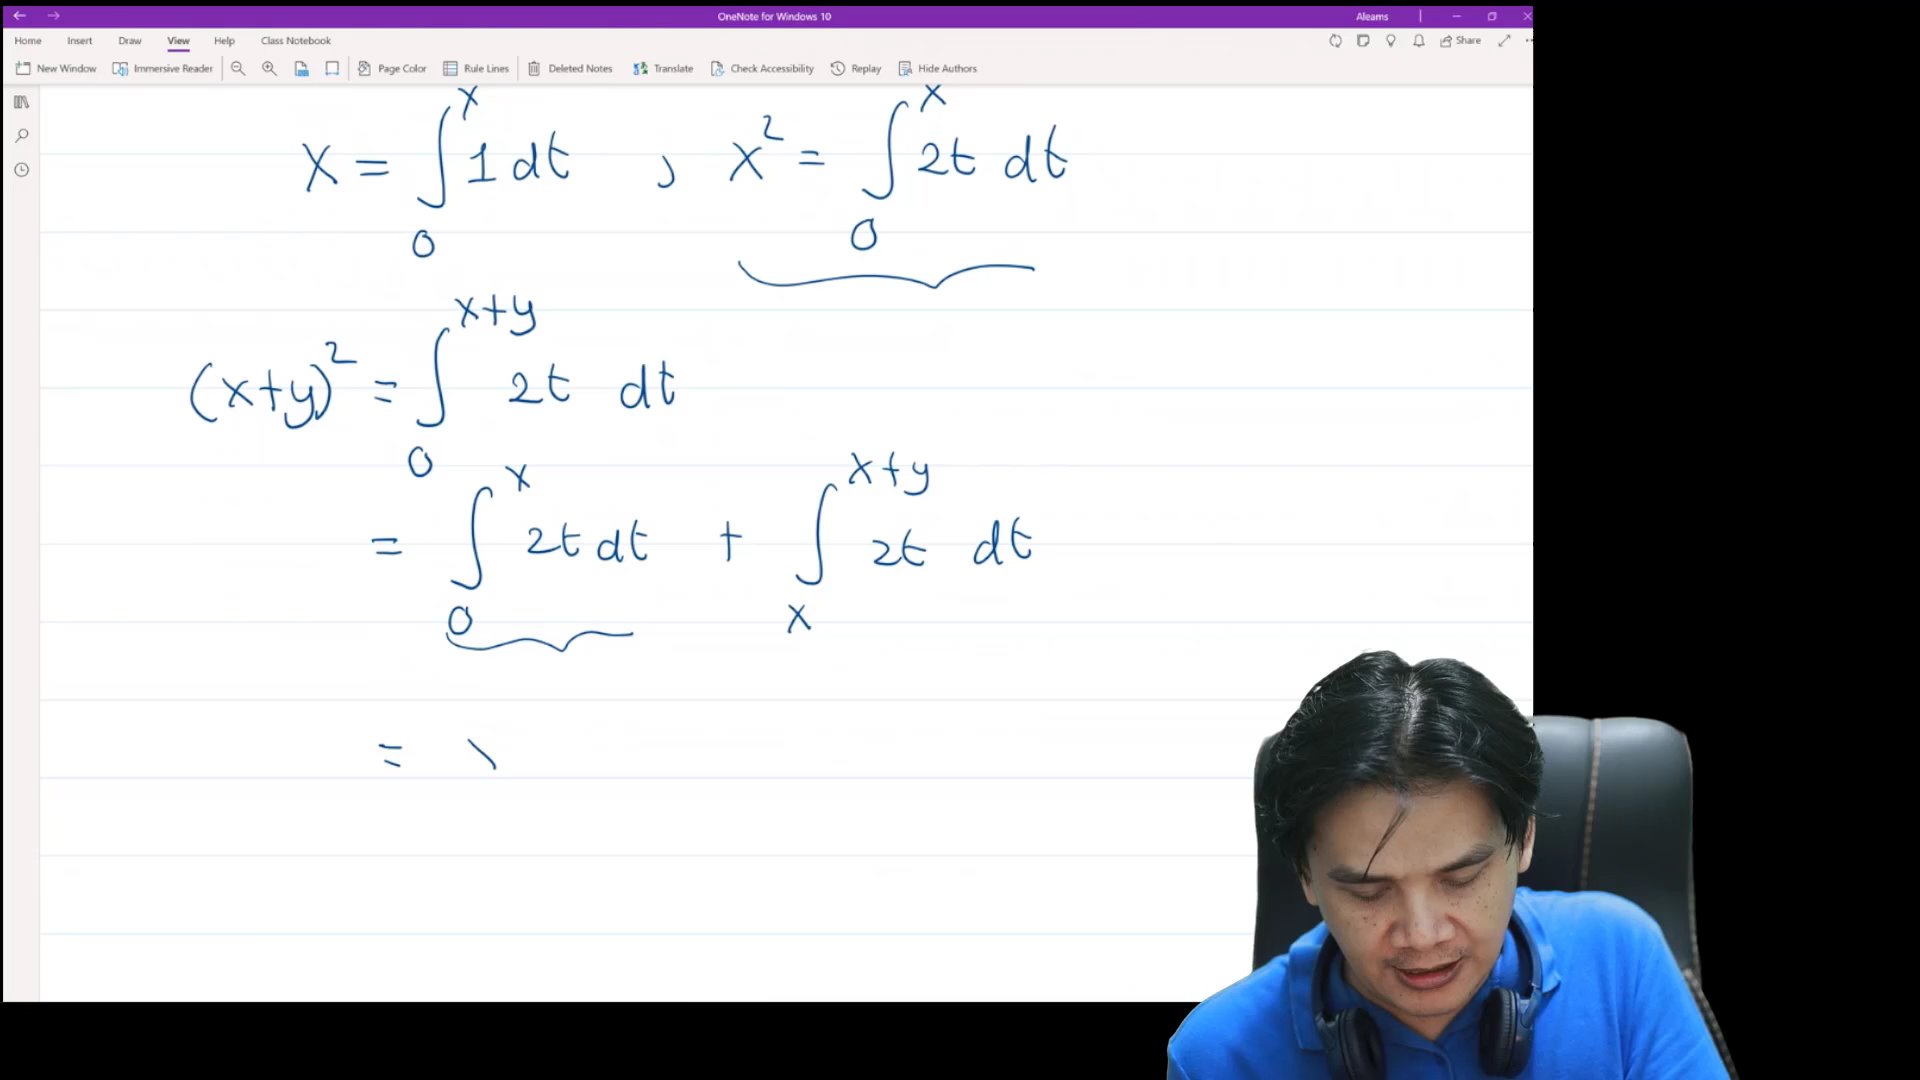 OneNote for Windows 10
Aleams
Home Insert Draw View Help Class Notebook
Share
New Window Immersive Reader Page Color Rule Lines Deleted Notes Translate Check Accessibility Replay Hide Authors
x = ∫₀ˣ 1 dt , x² = ∫₀ˣ 2t dt
(x+y)² = ∫₀ˣ⁺ʸ 2t dt
= ∫₀ˣ 2t dt + ∫ₓˣ⁺ʸ 2t dt
=